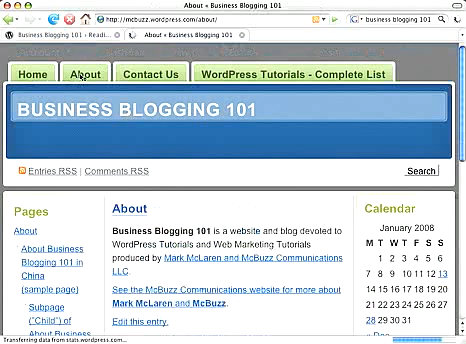 About « Business Blogging 101
http://mcbuzz.wordpress.com/about/
business blogging 101
WordPress Tutorials › Readi...
About « Business Blogging 101
Home
About
Contact Us
WordPress Tutorials - Complete List
BUSINESS BLOGGING 101
Entries RSS | Comments RSS
Search
Pages
About
About Business
Blogging 101 in
China
(sample page)
Subpage
("Child") of
About Business
About
Business Blogging 101 is a website and blog devoted to
WordPress Tutorials and Web Marketing Tutorials
produced by Mark McLaren and McBuzz Communications
LLC.
See the McBuzz Communications website for more about
Mark McLaren and McBuzz.
Edit this entry.
Calendar
January 2008
M T W T F S S
1 2 3 4 5 6
7 8 9 10 11 12 13
14 15 16 17 18 19 20
21 22 23 24 25 26 27
28 29 30 31
« Dec
Transferring data from stats.wordpress.com...